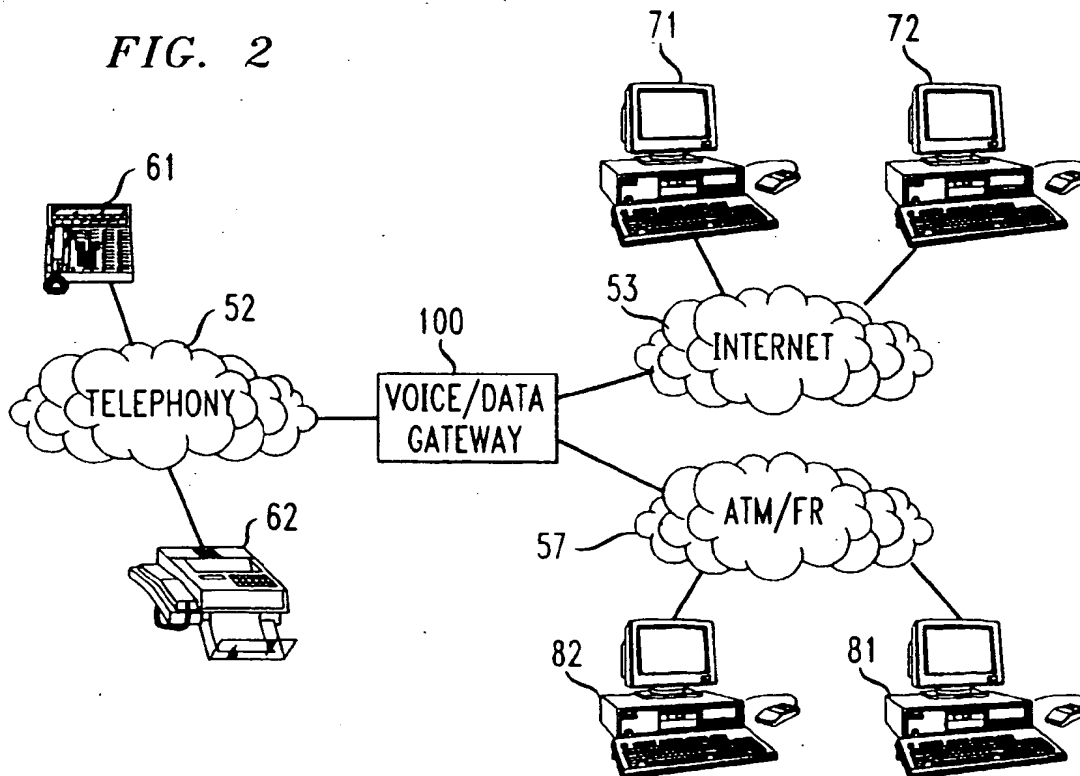 FIG. 2
71
72
61
52
53
100
INTERNET
TELEPHONY
VOICE/DATA
GATEWAY
ATM/FR
57
62
82
81